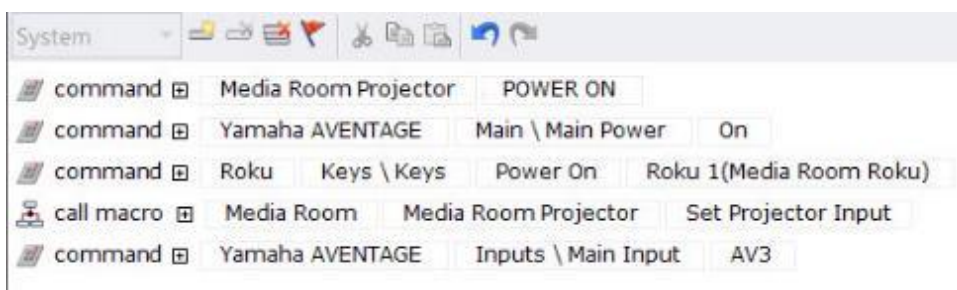 System
command Media Room Projector POWER ON
command Yamaha AVENTAGE Main \ Main Power On
command Roku Keys \ Keys Power On Roku 1(Media Room Roku)
call macro Media Room Media Room Projector Set Projector Input
command Yamaha AVENTAGE Inputs \ Main Input AV3